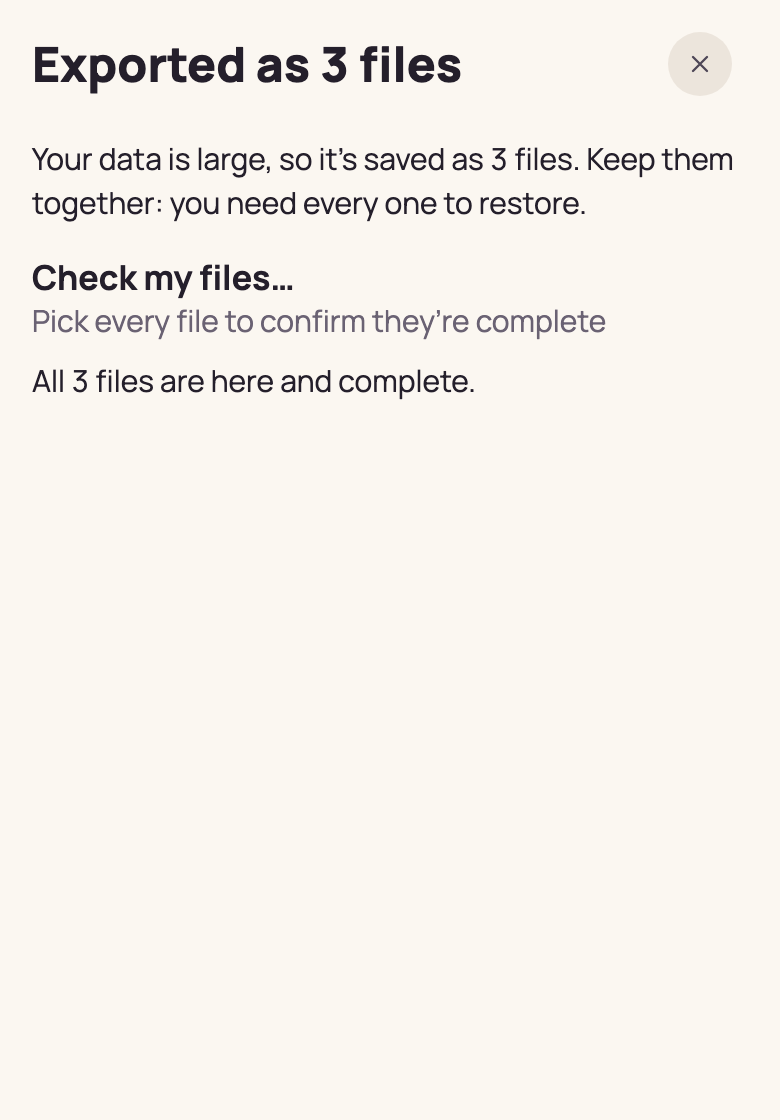 Exported as 3 files
Your data is large, so it’s saved as 3 files. Keep them
together: you need every one to restore.
Check my files…
Pick every file to confirm they’re complete
All 3 files are here and complete.